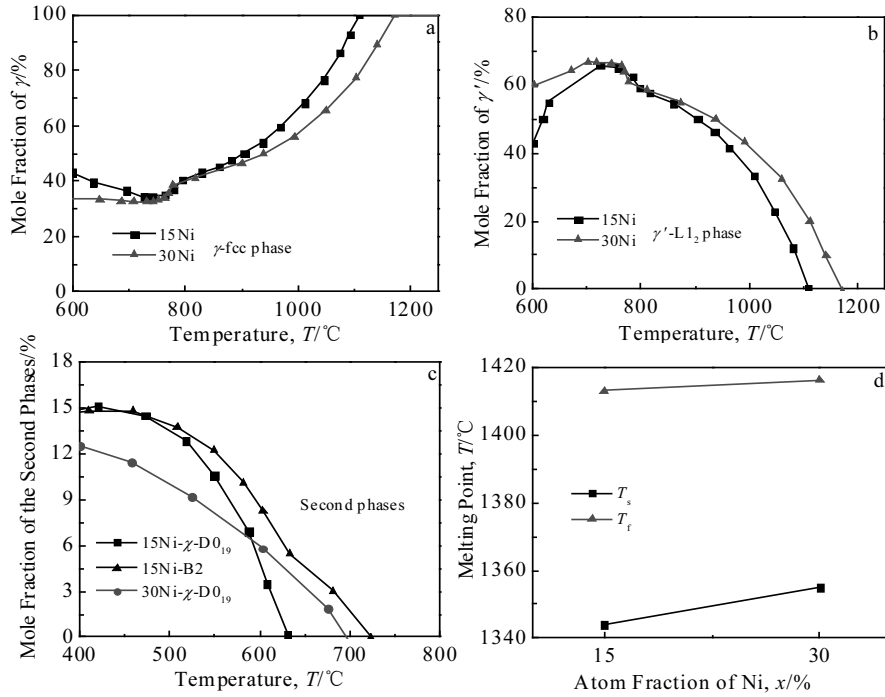 a
Mole Fraction of γ/%
100
80
60
40
20
0
15Ni
30Ni
γ-fcc phase
600
800
1000
1200
Temperature, T/℃
b
Mole Fraction of γ′/%
80
60
40
20
0
15Ni
30Ni
γ′-L1₂ phase
600
800
1000
1200
Temperature, T/℃
c
Mole Fraction of the Second Phases/%
18
15
12
9
6
3
0
Second phases
15Ni-χ-D0₁₉
15Ni-B2
30Ni-χ-D0₁₉
400
500
600
700
800
Temperature, T/℃
d
Melting Point, T/℃
1420
1400
1380
1360
1340
Tₛ
T_f
15
30
Atom Fraction of Ni, x/%